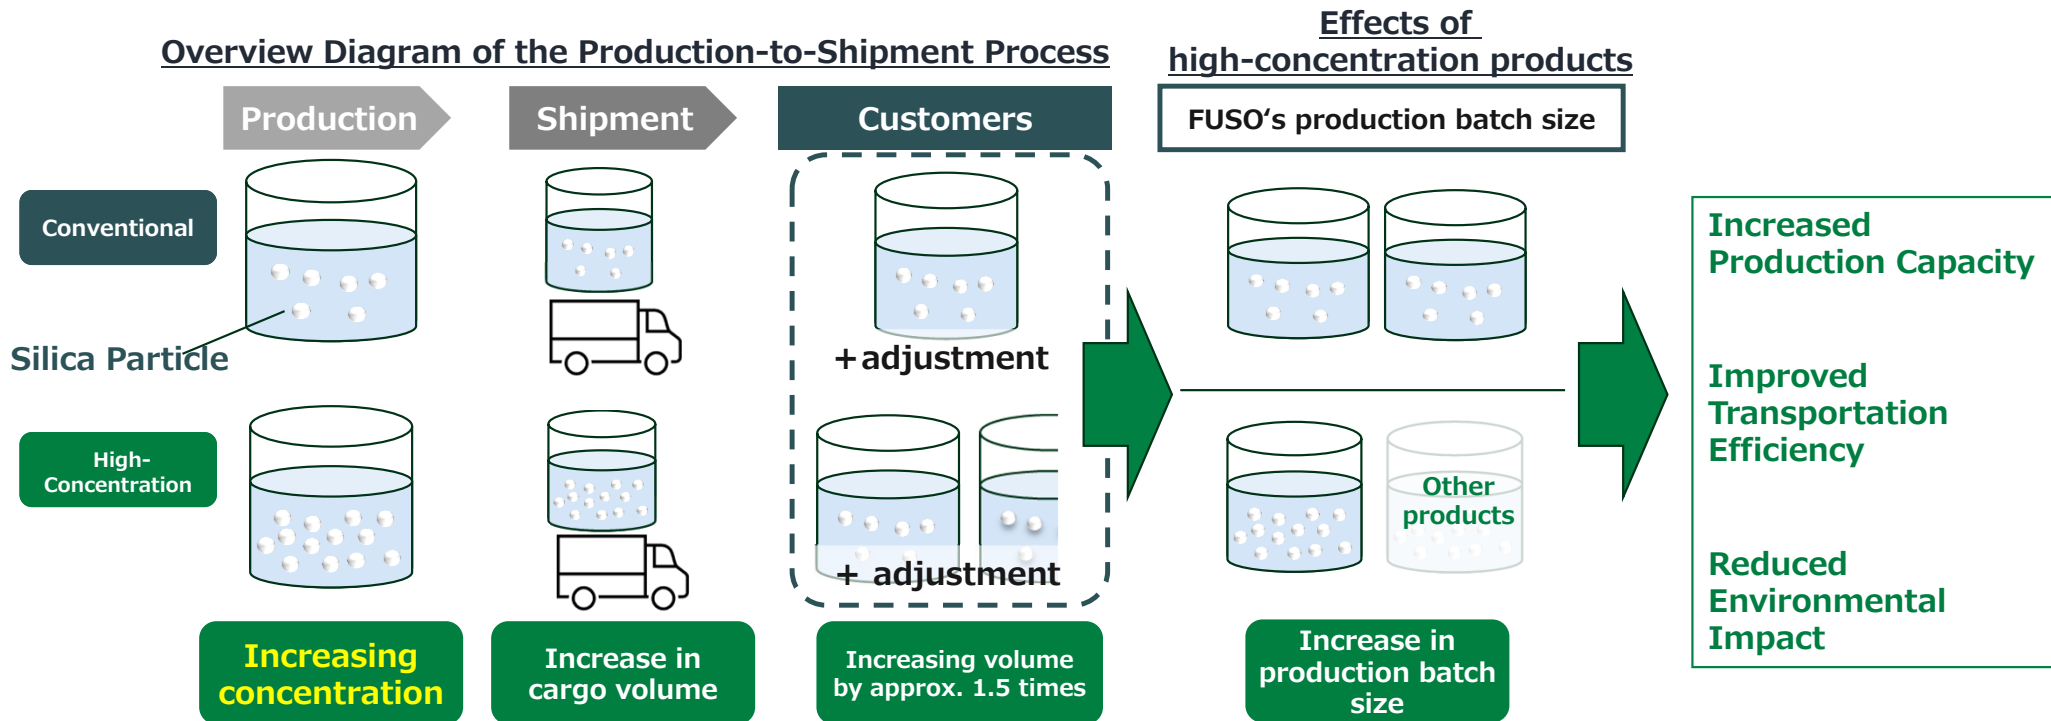 Overview Diagram of the Production-to-Shipment Process
Effects of
high-concentration products
Production
Shipment
Customers
FUSO‘s production batch size
Conventional
Silica Particle
+adjustment
High-
Concentration
+ adjustment
Other
products
Increasing
concentration
Increase in
cargo volume
Increasing volume
by approx. 1.5 times
Increase in
production batch
size
Increased
Production Capacity
Improved
Transportation
Efficiency
Reduced
Environmental
Impact